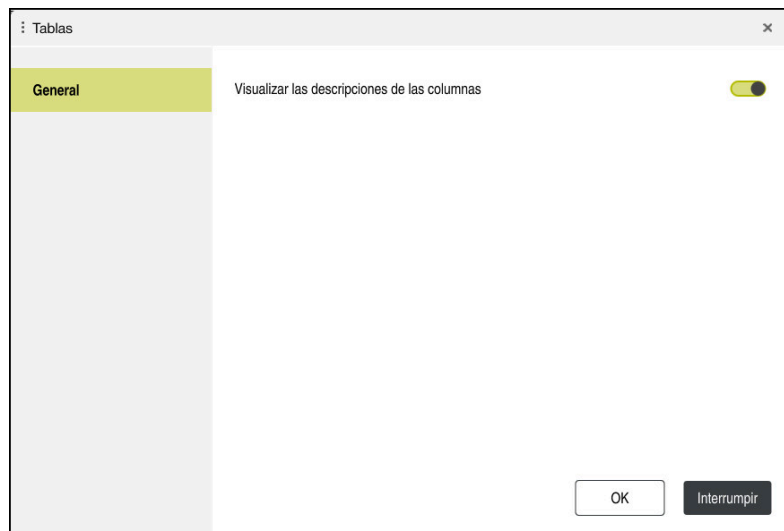 Tablas
General
Visualizar las descripciones de las columnas
OK
Interrumpir